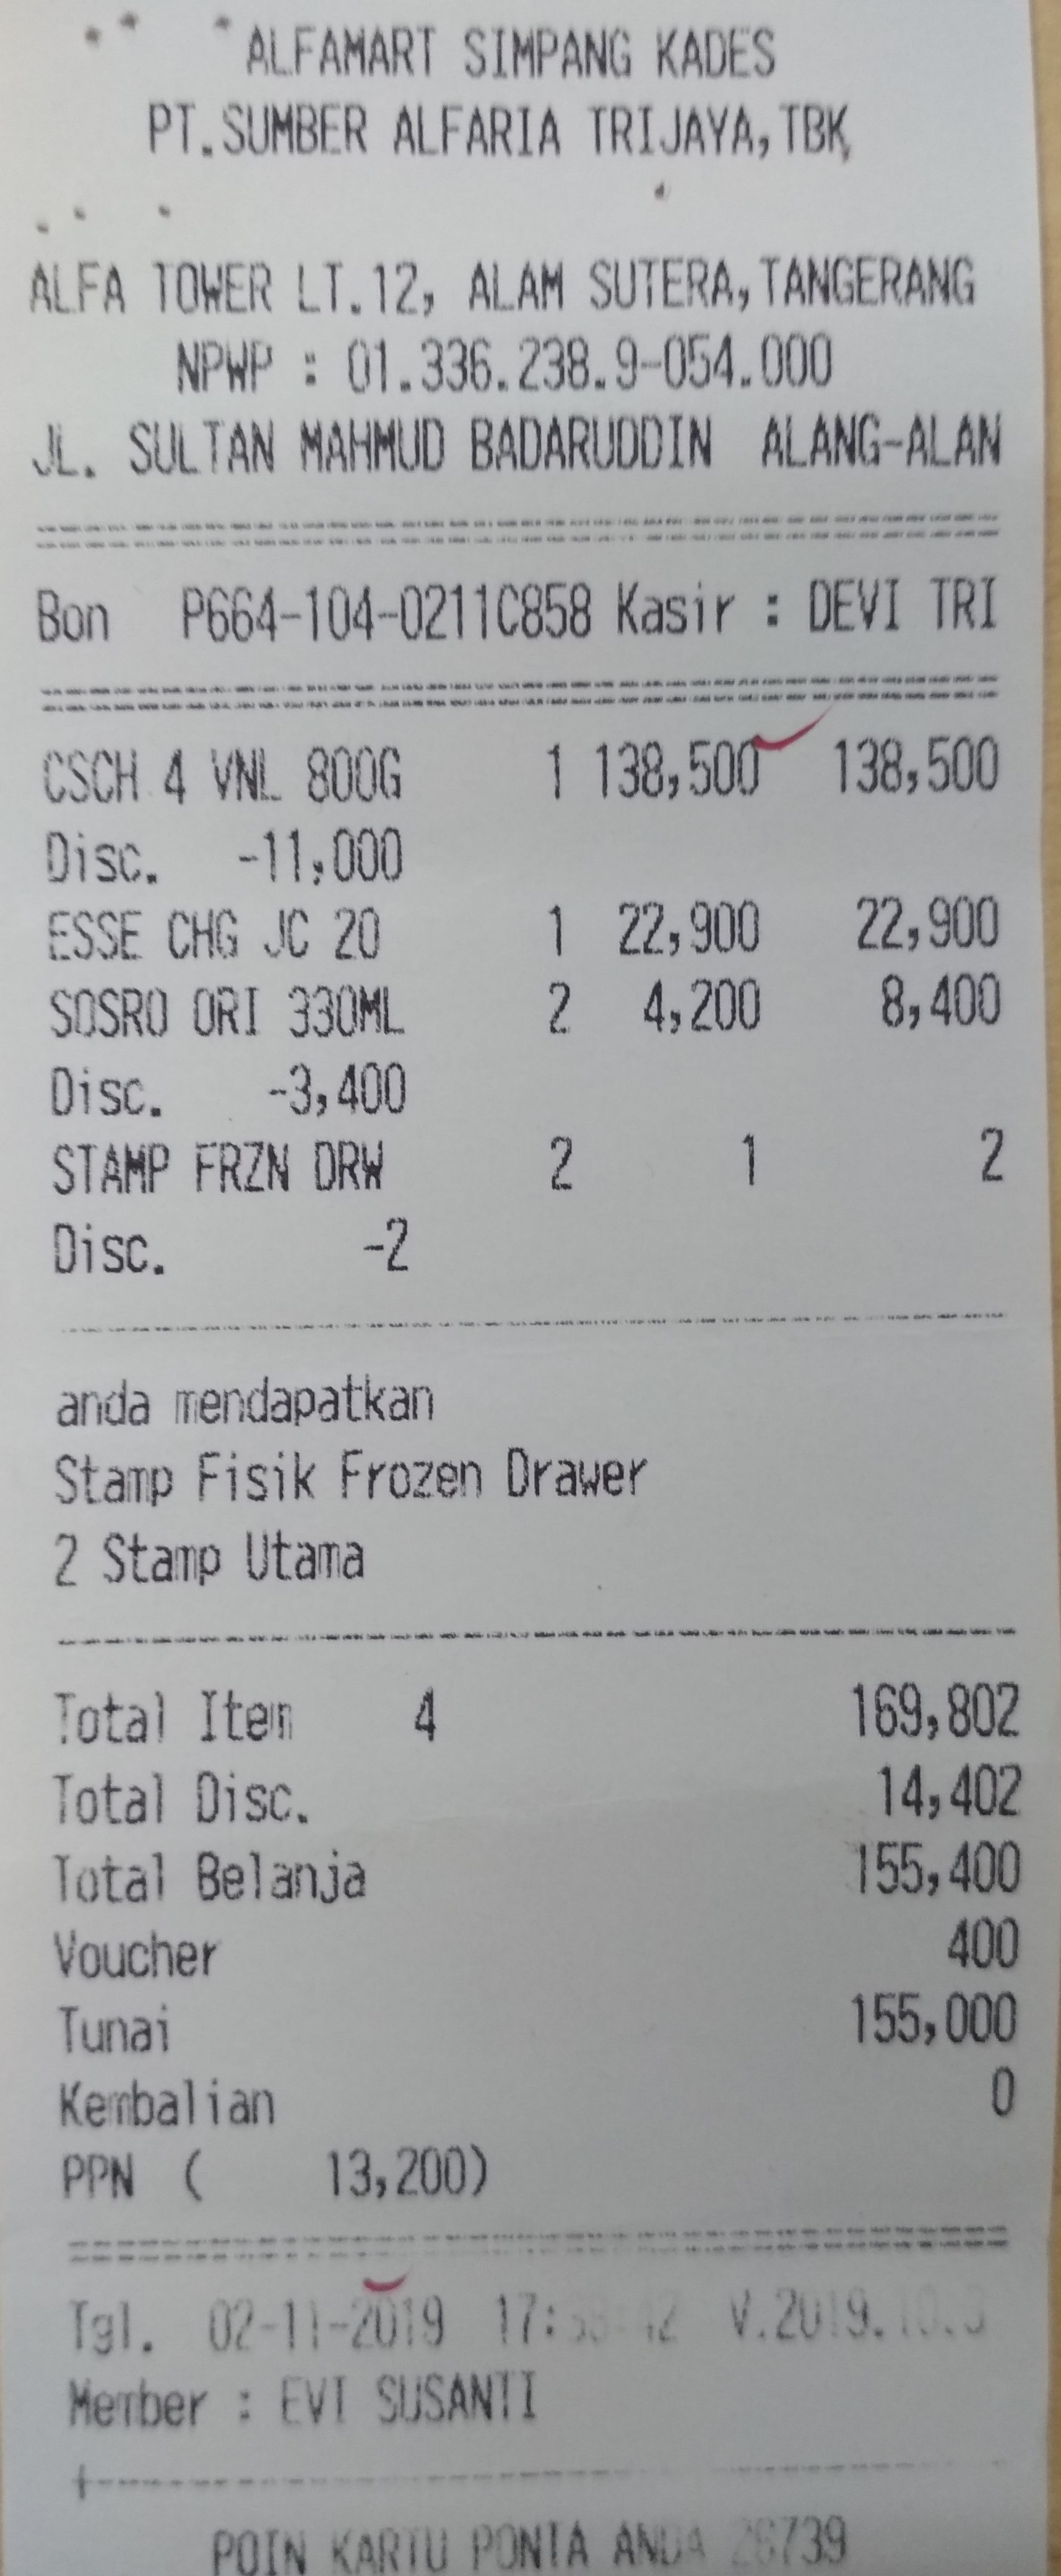 ALFAMART SIMPANG KADES
PT.SUMBER ALFARIA TRIJAYA,TBK
ALFA TOWER LT.12, ALAM SUTERA,TANGERANG
NPWP : 01.336.238.9-054.000
JL. SULTAN MAHMUD BADARUDDIN ALANG-ALAN
Bon P664-104-0211C858 Kasir : DEVI TRI
CSCH 4 VNL 800G 1 138,500 138,500
Disc. -11,000
ESSE CHG JC 20 1 22,900 22,900
SOSRO ORI 330ML 2 4,200 8,400
Disc. -3,400
STAMP FRZN DRW 2 1 2
Disc. -2
anda mendapatkan
Stamp Fisik Frozen Drawer
2 Stamp Utama
Total Item 4 169,802
Total Disc. 14,402
Total Belanja 155,400
Voucher 400
Tunai 155,000
Kembalian 0
PPN ( 13,200)
Tgl. 02-11-2019
Member : EVI SUSANTI
POIN KARTU PONTA ANDA